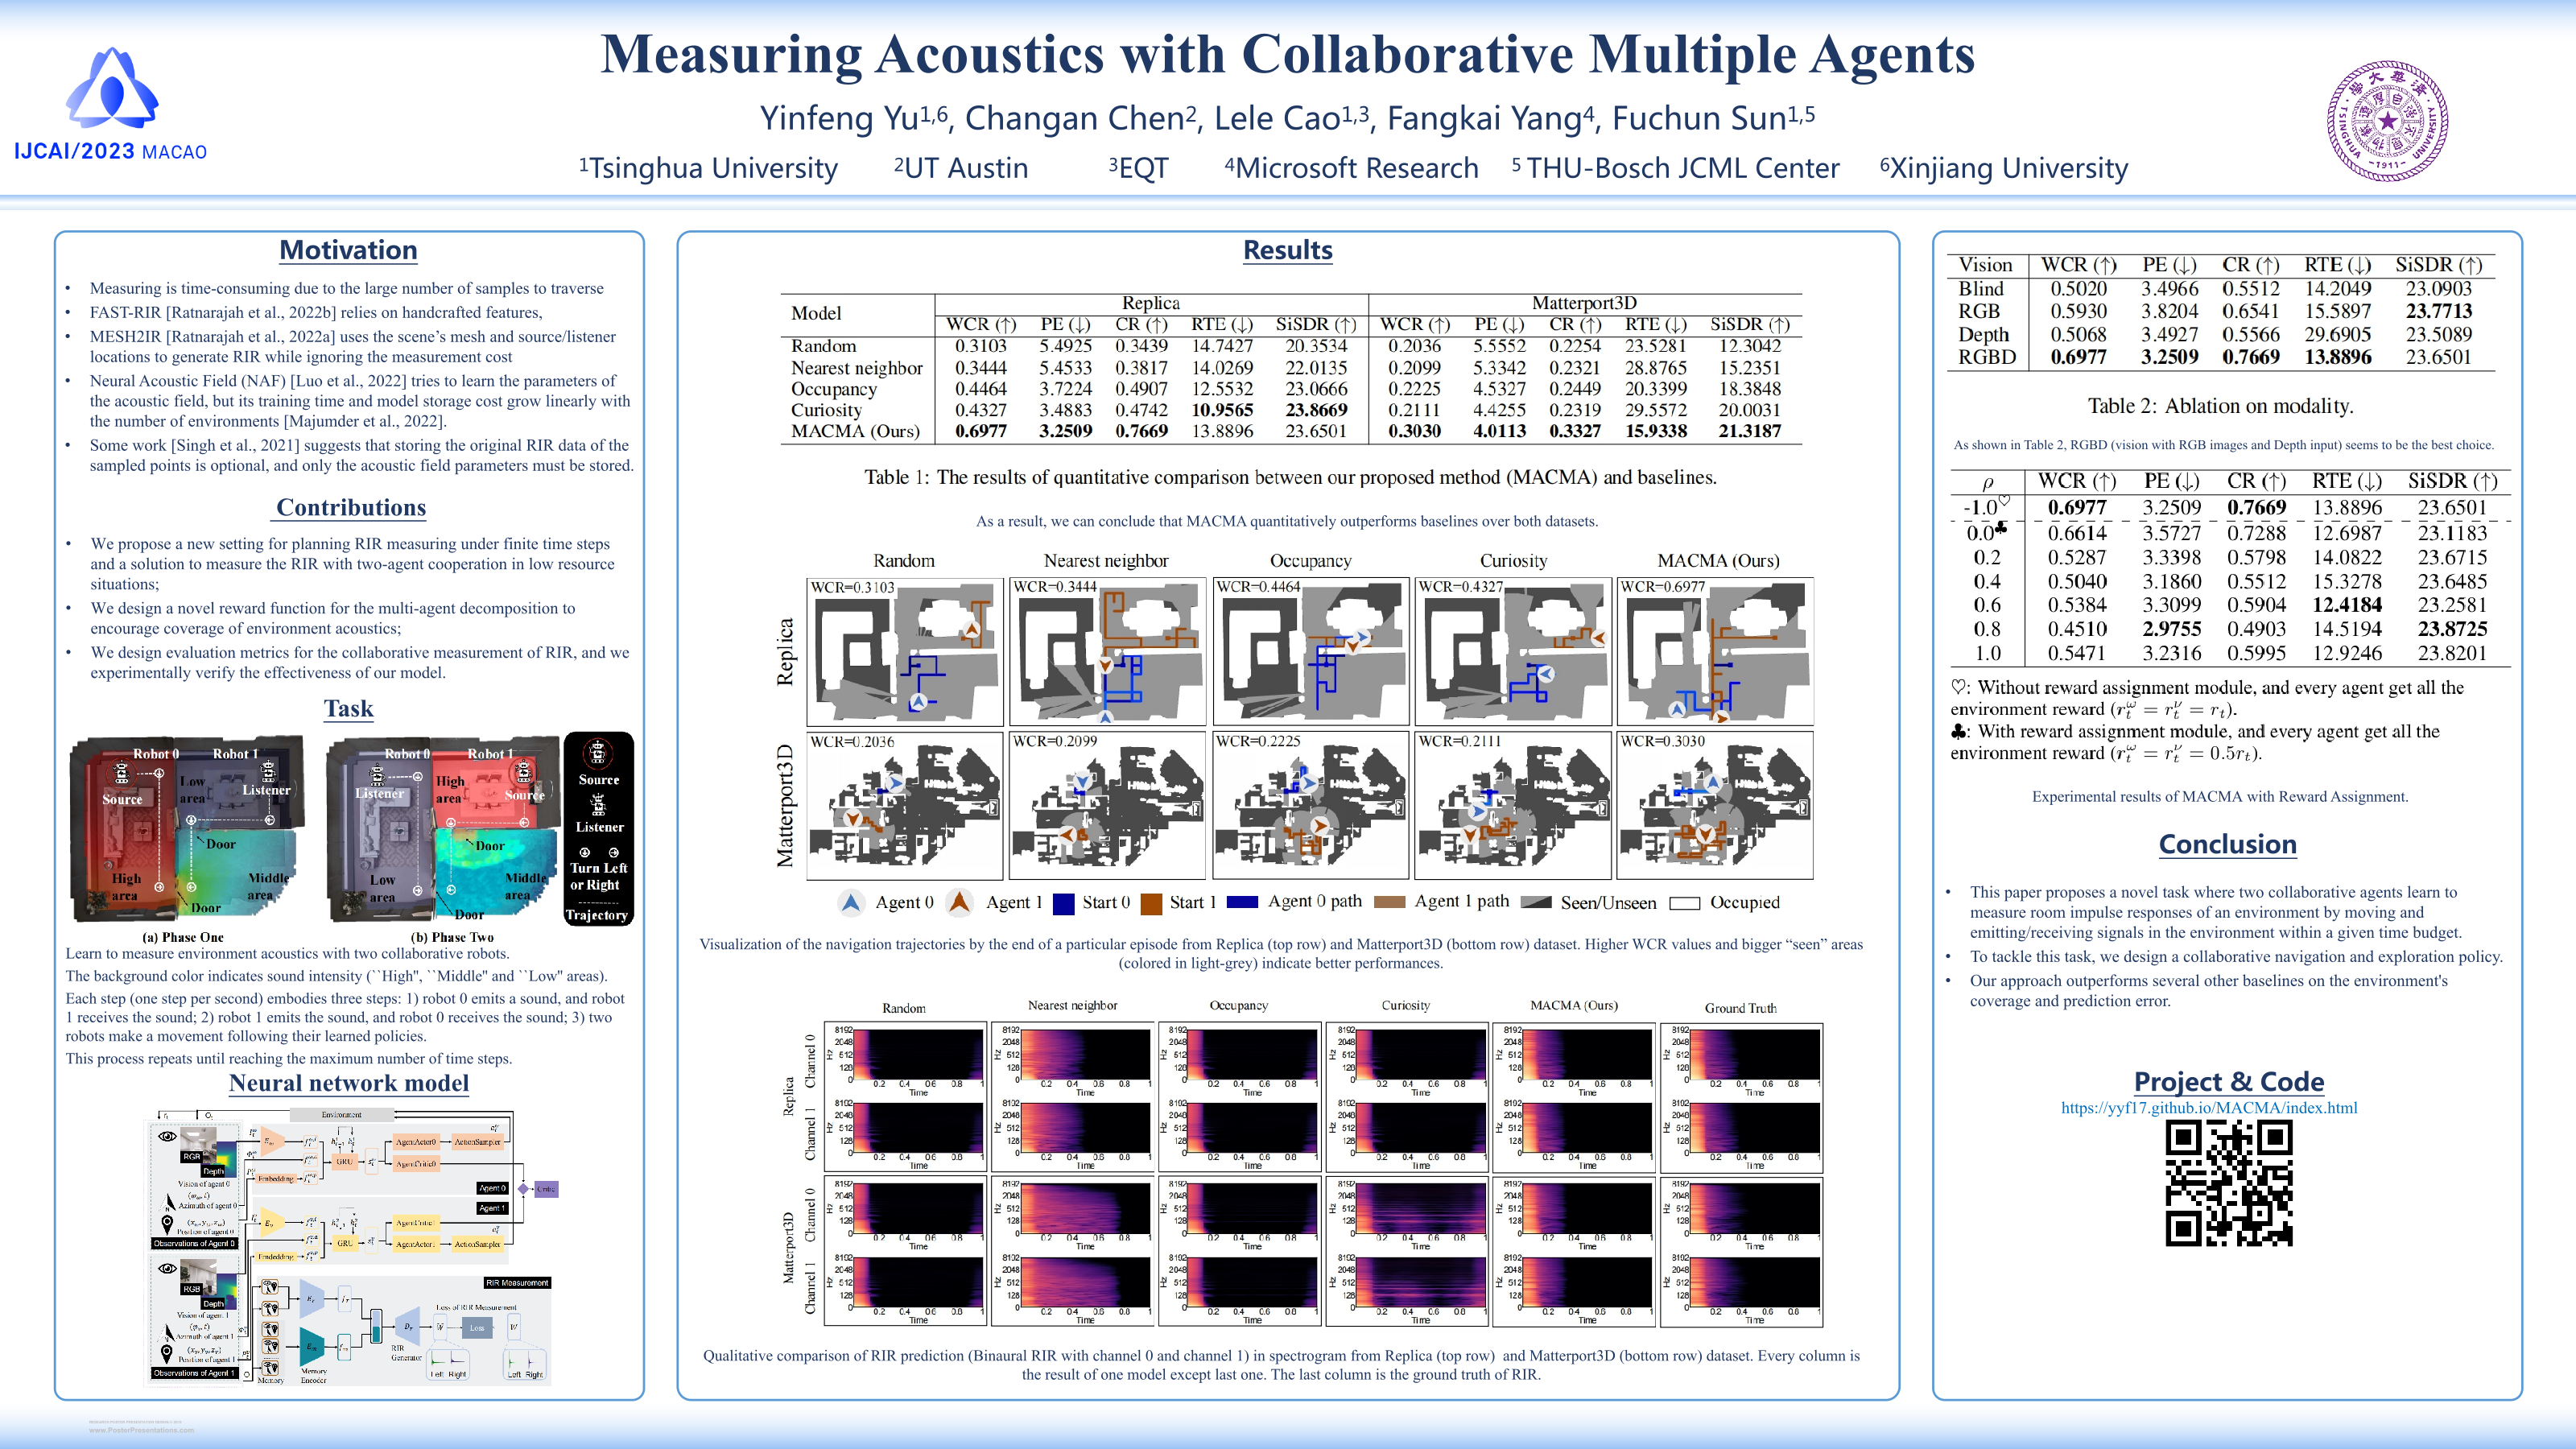 Measuring Acoustics with Collaborative Multiple Agents
Yinfeng Yu1,6, Changan Chen2, Lele Cao1,3, Fangkai Yang4, Fuchun Sun1,5
1Tsinghua University 2UT Austin 3EQT 4Microsoft Research 5 THU-Bosch JCML Center 6Xinjiang University
IJCAI/2023 MACAO
TSINGHUA UNIVERSITY
-1911-
Motivation
• Measuring is time-consuming due to the large number of samples to traverse
• FAST-RIR [Ratnarajah et al., 2022b] relies on handcrafted features,
• MESH2IR [Ratnarajah et al., 2022a] uses the scene's mesh and source/listener
locations to generate RIR while ignoring the measurement cost
• Neural Acoustic Field (NAF) [Luo et al., 2022] tries to learn the parameters of
the acoustic field, but its training time and model storage cost grow linearly with
the number of environments [Majumder et al., 2022].
• Some work [Singh et al., 2021] suggests that storing the original RIR data of the
sampled points is optional, and only the acoustic field parameters must be stored.
Contributions
• We propose a new setting for planning RIR measuring under finite time steps
and a solution to measure the RIR with two-agent cooperation in low resource
situations;
• We design a novel reward function for the multi-agent decomposition to
encourage coverage of environment acoustics;
• We design evaluation metrics for the collaborative measurement of RIR, and we
experimentally verify the effectiveness of our model.
Task
Robot 0 Robot 1
Source
Low area
Listener
Door
High area
Middle area
Door
(a) Phase One
Robot 0 Robot 1
Listener
High area
Source
Door
Low area
Middle area
Door
(b) Phase Two
Source
Listener
Turn Left
or Right
Trajectory
Learn to measure environment acoustics with two collaborative robots.
The background color indicates sound intensity (``High", ``Middle" and ``Low" areas).
Each step (one step per second) embodies three steps: 1) robot 0 emits a sound, and robot
1 receives the sound; 2) robot 1 emits the sound, and robot 0 receives the sound; 3) two
robots make a movement following their learned policies.
This process repeats until reaching the maximum number of time steps.
Neural network model
Environment
RGB
Depth
Vision of agent 0
Azimuth of agent 0
Position of agent 0
Observations of Agent 0
Embedding
GRU
AgentActor0
ActionSampler
AgentCritic0
Agent 0
Critic
Agent 1
AgentCritic1
GRU
AgentActor1
ActionSampler
Embedding
RGB
Depth
Vision of agent 1
Azimuth of agent 1
Position of agent 1
Observations of Agent 1
RIR Measurement
Loss of RIR Measurement
Loss
RIR
Generator
Memory
Memory
Encoder
Left Right
Left Right
Results
Model Replica Matterport3D
WCR (↑) PE (↓) CR (↑) RTE (↓) SiSDR (↑) WCR (↑) PE (↓) CR (↑) RTE (↓) SiSDR (↑)
Random 0.3103 5.4925 0.3439 14.7427 20.3534 0.2036 5.5552 0.2254 23.5281 12.3042
Nearest neighbor 0.3444 5.4533 0.3817 14.0269 22.0135 0.2099 5.3342 0.2321 28.8765 15.2351
Occupancy 0.4464 3.7224 0.4907 12.5532 23.0666 0.2225 4.5327 0.2449 20.3399 18.3848
Curiosity 0.4327 3.4883 0.4742 10.9565 23.8669 0.2111 4.4255 0.2319 29.5572 20.0031
MACMA (Ours) 0.6977 3.2509 0.7669 13.8896 23.6501 0.3030 4.0113 0.3327 15.9338 21.3187
Table 1: The results of quantitative comparison between our proposed method (MACMA) and baselines.
As a result, we can conclude that MACMA quantitatively outperforms baselines over both datasets.
Random Nearest neighbor Occupancy Curiosity MACMA (Ours)
Replica
WCR=0.3103 WCR=0.3444 WCR=0.4464 WCR=0.4327 WCR=0.6977
Matterport3D
WCR=0.2036 WCR=0.2099 WCR=0.2225 WCR=0.2111 WCR=0.3030
Agent 0 Agent 1 Start 0 Start 1 Agent 0 path Agent 1 path Seen/Unseen Occupied
Visualization of the navigation trajectories by the end of a particular episode from Replica (top row) and Matterport3D (bottom row) dataset. Higher WCR values and bigger “seen” areas
(colored in light-grey) indicate better performances.
Random Nearest neighbor Occupancy Curiosity MACMA (Ours) Ground Truth
Replica
Channel 0
Channel 1
Matterport3D
Channel 0
Channel 1
Hz 8192 2048 512 128 0
0.2 0.4 0.6 0.8 1
Time
Qualitative comparison of RIR prediction (Binaural RIR with channel 0 and channel 1) in spectrogram from Replica (top row) and Matterport3D (bottom row) dataset. Every column is
the result of one model except last one. The last column is the ground truth of RIR.
Vision WCR (↑) PE (↓) CR (↑) RTE (↓) SiSDR (↑)
Blind 0.5020 3.4966 0.5512 14.2049 23.0903
RGB 0.5930 3.8204 0.6541 15.5897 23.7713
Depth 0.5068 3.4927 0.5566 29.6905 23.5089
RGBD 0.6977 3.2509 0.7669 13.8896 23.6501
Table 2: Ablation on modality.
As shown in Table 2, RGBD (vision with RGB images and Depth input) seems to be the best choice.
ρ WCR (↑) PE (↓) CR (↑) RTE (↓) SiSDR (↑)
-1.0♡ 0.6977 3.2509 0.7669 13.8896 23.6501
0.0♣ 0.6614 3.5727 0.7288 12.6987 23.1183
0.2 0.5287 3.3398 0.5798 14.0822 23.6715
0.4 0.5040 3.1860 0.5512 15.3278 23.6485
0.6 0.5384 3.3099 0.5904 12.4184 23.2581
0.8 0.4510 2.9755 0.4903 14.5194 23.8725
1.0 0.5471 3.2316 0.5995 12.9246 23.8201
♡: Without reward assignment module, and every agent get all the
environment reward (r_t^ω = r_t^ν = r_t).
♣: With reward assignment module, and every agent get all the
environment reward (r_t^ω = r_t^ν = 0.5r_t).
Experimental results of MACMA with Reward Assignment.
Conclusion
• This paper proposes a novel task where two collaborative agents learn to
measure room impulse responses of an environment by moving and
emitting/receiving signals in the environment within a given time budget.
• To tackle this task, we design a collaborative navigation and exploration policy.
• Our approach outperforms several other baselines on the environment's
coverage and prediction error.
Project & Code
https://yyf17.github.io/MACMA/index.html
www.PosterPresentations.com